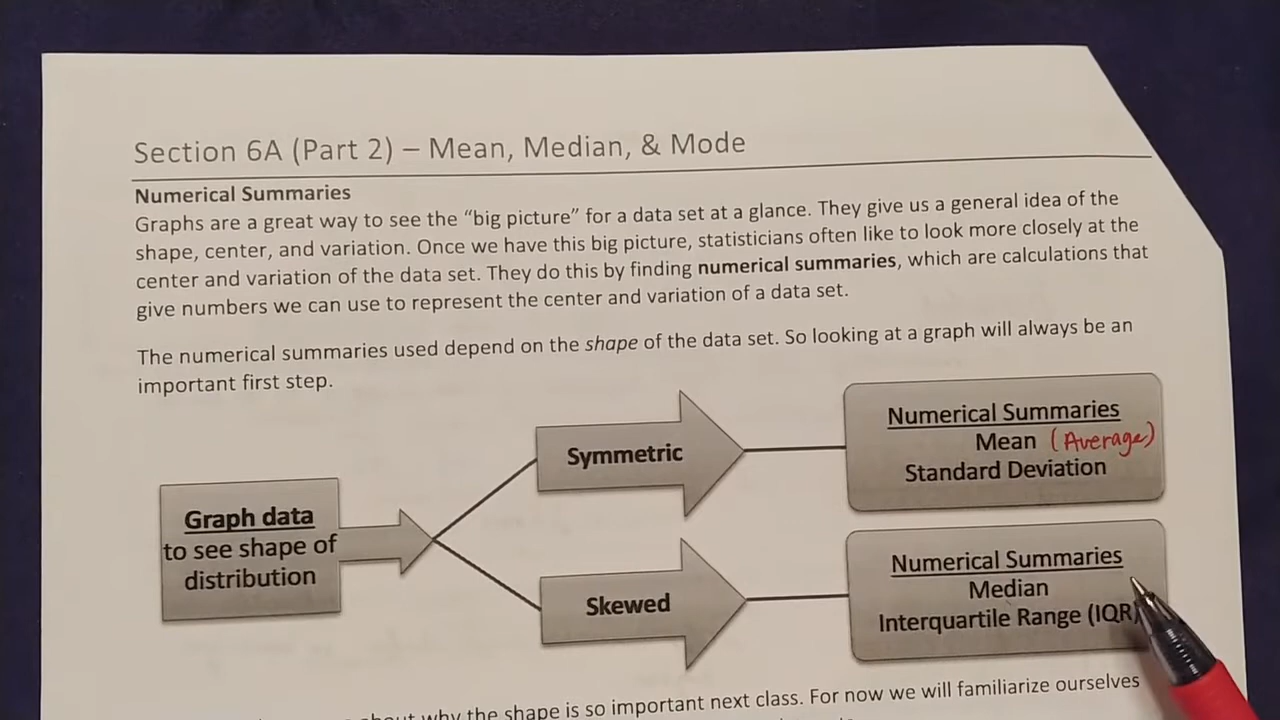 Section 6A (Part 2) – Mean, Median, & Mode
Numerical Summaries
Graphs are a great way to see the “big picture” for a data set at a glance. They give us a general idea of the
shape, center, and variation. Once we have this big picture, statisticians often like to look more closely at the
center and variation of the data set. They do this by finding numerical summaries, which are calculations that
give numbers we can use to represent the center and variation of a data set.
The numerical summaries used depend on the shape of the data set. So looking at a graph will always be an
important first step.
Graph data
to see shape of
distribution
Symmetric
Numerical Summaries
Mean (Average)
Standard Deviation
Skewed
Numerical Summaries
Median
Interquartile Range (IQR)
about why the shape is so important next class. For now we will familiarize ourselves